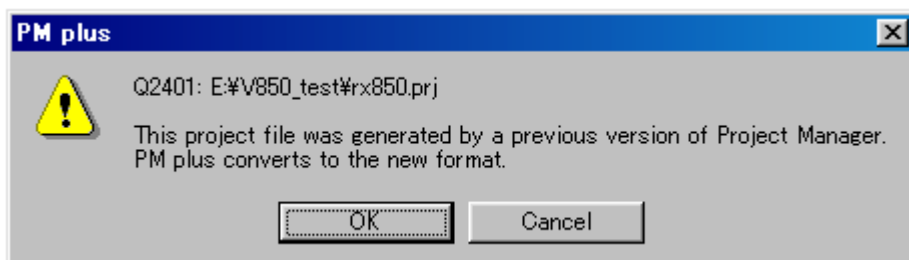 PM plus
Q2401: E:¥V850_test¥rx850.prj
This project file was generated by a previous version of Project Manager.
PM plus converts to the new format.
OK
Cancel